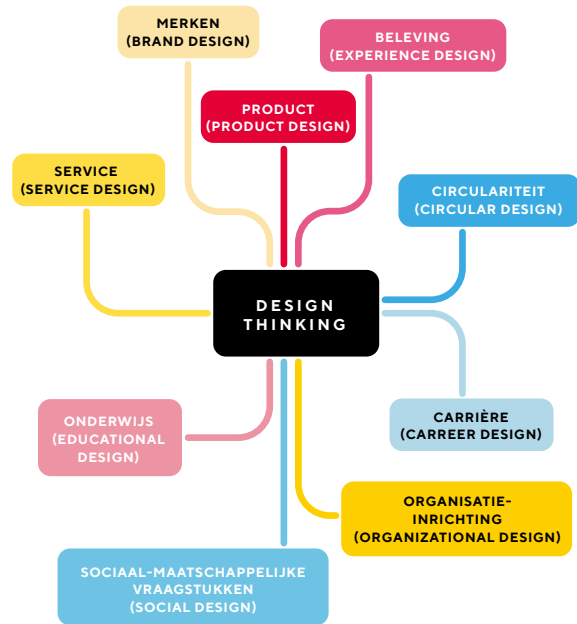 MERKEN
(BRAND DESIGN)
BELEVING
(EXPERIENCE DESIGN)
PRODUCT
(PRODUCT DESIGN)
SERVICE
(SERVICE DESIGN)
CIRCULARITEIT
(CIRCULAR DESIGN)
DESIGN
THINKING
ONDERWIJS
(EDUCATIONAL
DESIGN)
CARRIÈRE
(CARREER DESIGN)
ORGANISATIE-
INRICHTING
(ORGANIZATIONAL DESIGN)
SOCIAAL-MAATSCHAPPELIJKE
VRAAGSTUKKEN
(SOCIAL DESIGN)